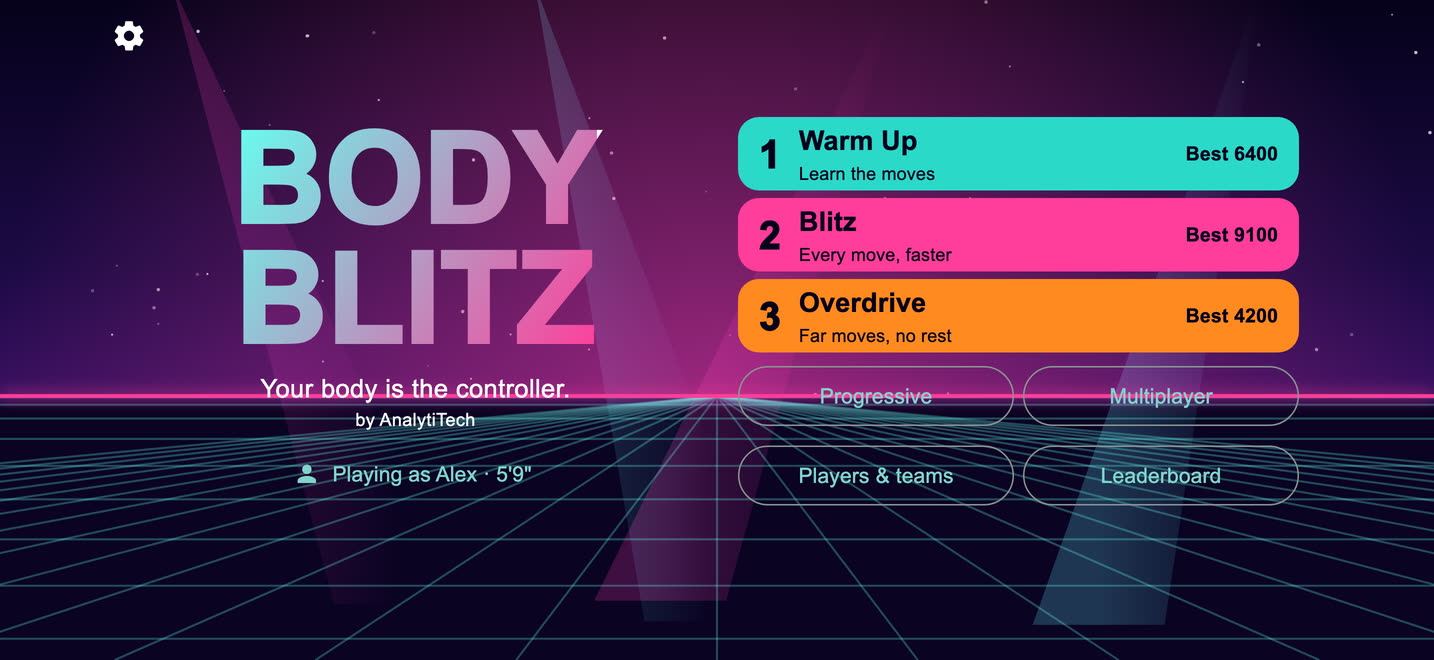 BODY
BLITZ
Your body is the controller.
by AnalytiTech
Playing as Alex · 5'9"
1 Warm Up
Learn the moves
Best 6400
2 Blitz
Every move, faster
Best 9100
3 Overdrive
Far moves, no rest
Best 4200
Progressive
Multiplayer
Players & teams
Leaderboard